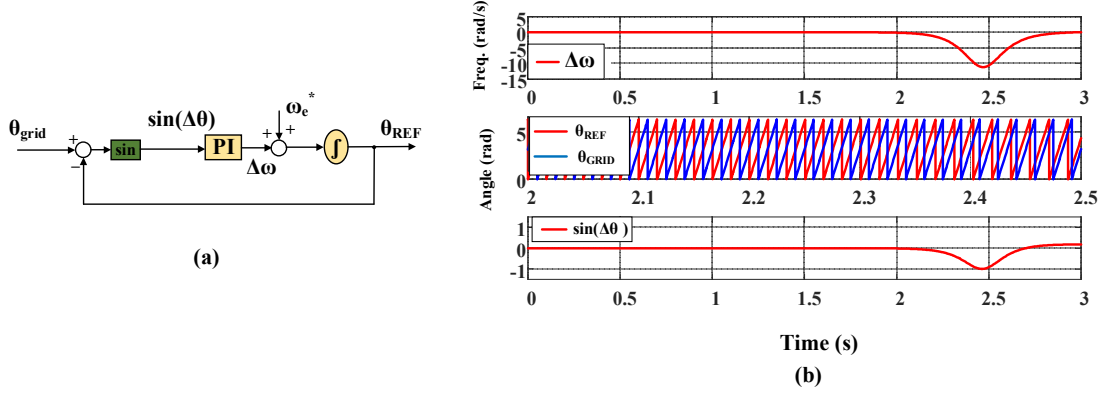 θgrid
+
−
sin
sin(Δθ)
PI
Δω
ωe*
+
+
∫
θREF
(a)
Freq. (rad/s)
5
0
-5
-10
-15
Δω
0 0.5 1 1.5 2 2.5 3
Angle (rad)
5
0
θREF
θGRID
2 2.1 2.2 2.3 2.4 2.5
1
0
-1
sin(Δθ )
0 0.5 1 1.5 2 2.5 3
Time (s)
(b)